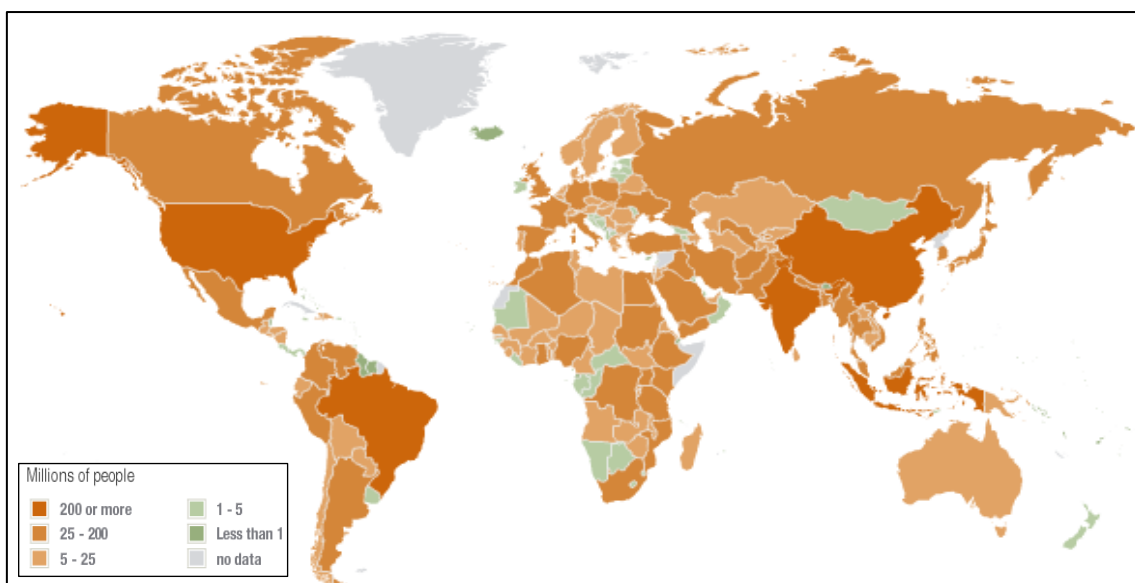 Millions of people
200 or more
25 - 200
5 - 25
1 - 5
Less than 1
no data